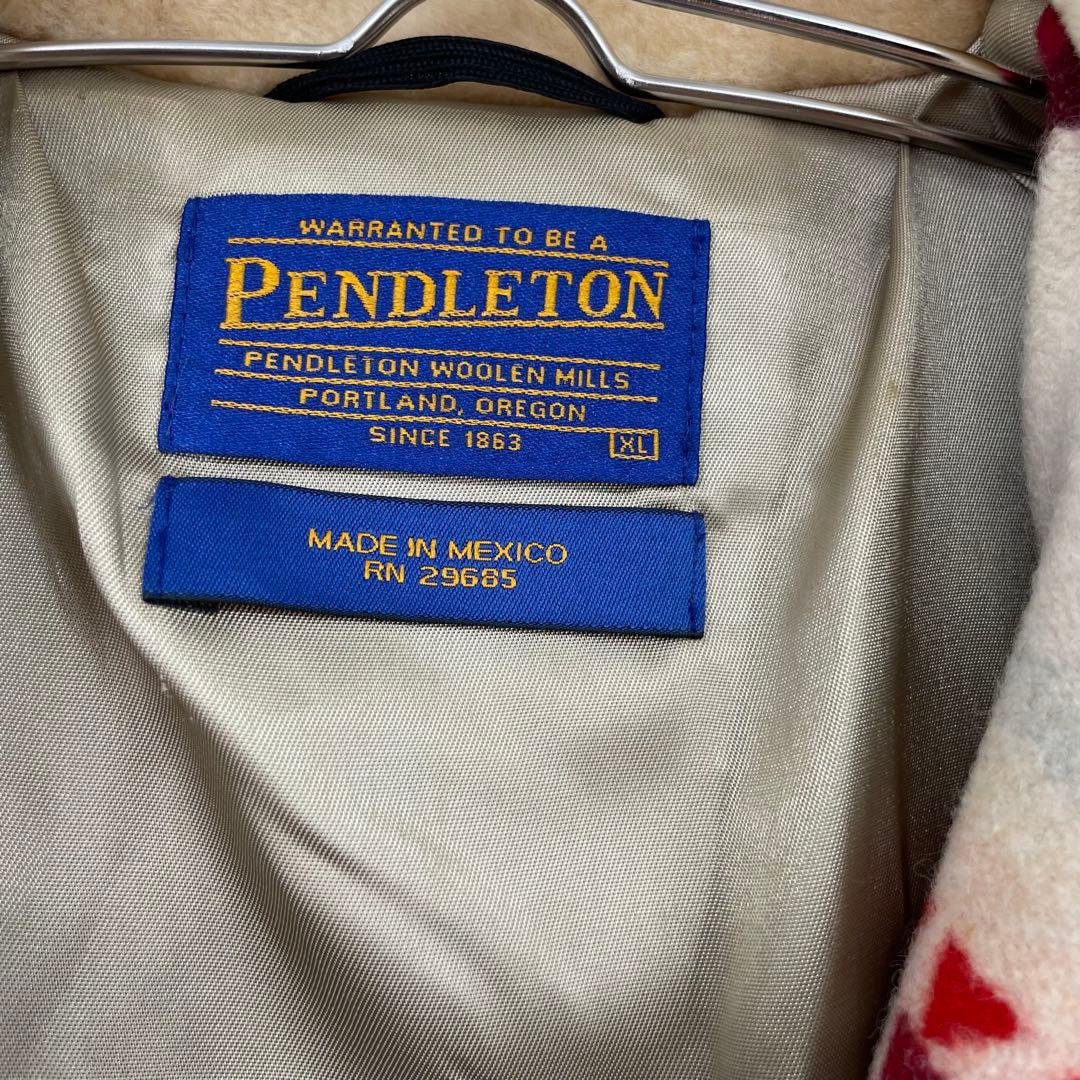 WARRANTED TO BE A
PENDLETON
PENDLETON WOOLEN MILLS
PORTLAND, OREGON
SINCE 1863 XL
MADE IN MEXICO
RN 29685